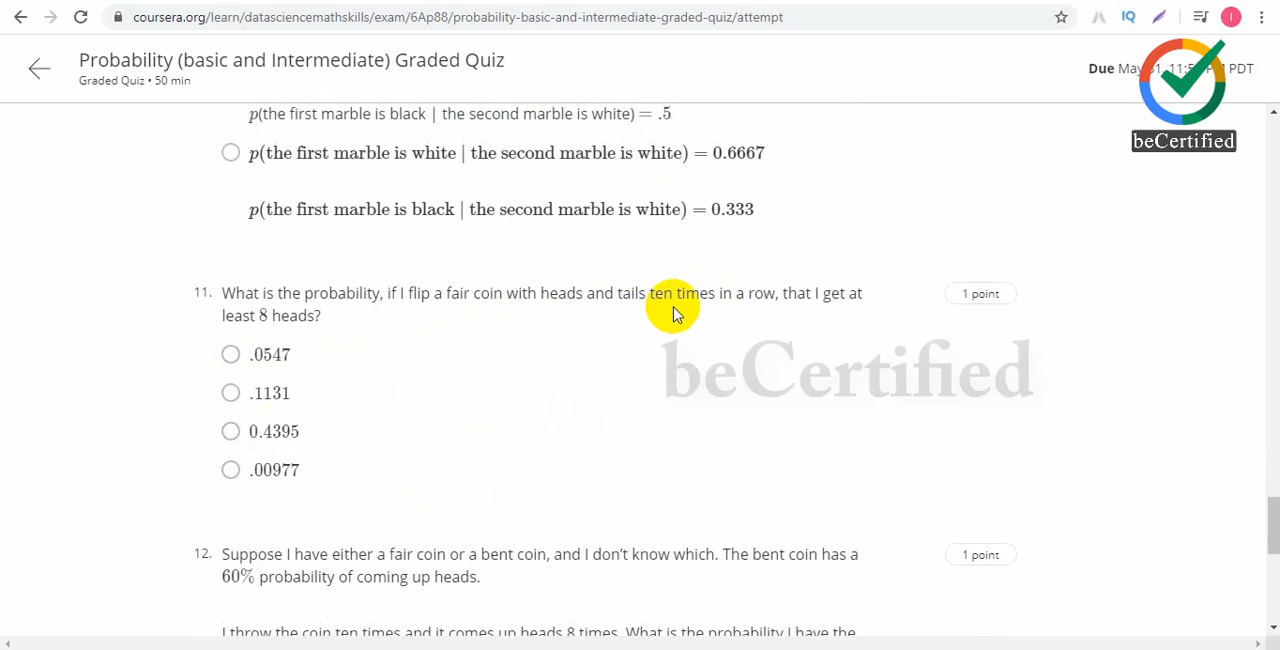 coursera.org/learn/datasciencemathskills/exam/6Ap88/probability-basic-and-intermediate-graded-quiz/attempt
IQ
I
Probability (basic and Intermediate) Graded Quiz
Graded Quiz • 50 min
Due May 31, 11:5 PDT
beCertified
p(the first marble is black | the second marble is white) = .5
p(the first marble is white | the second marble is white) = 0.6667
p(the first marble is black | the second marble is white) = 0.333
11. What is the probability, if I flip a fair coin with heads and tails ten times in a row, that I get at
least 8 heads?
1 point
.0547
.1131
0.4395
.00977
beCertified
12. Suppose I have either a fair coin or a bent coin, and I don't know which. The bent coin has a
60% probability of coming up heads.
1 point
I throw the coin ten times and it comes up heads 8 times. What is the probability I have the